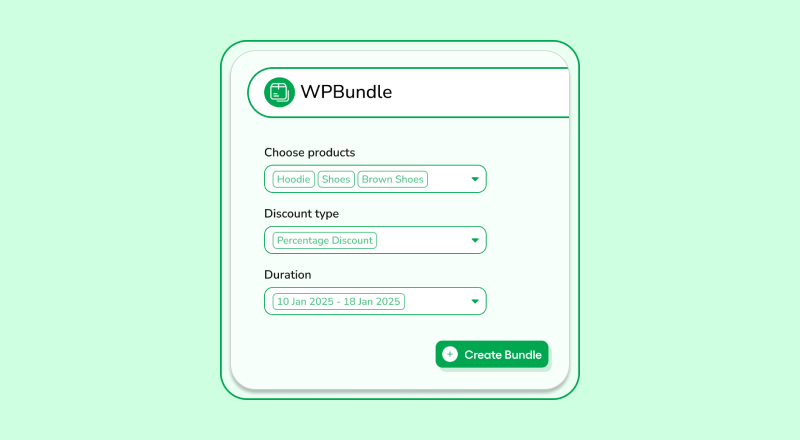 WPBundle
Choose products
Hoodie Shoes Brown Shoes
Discount type
Percentage Discount
Duration
10 Jan 2025 - 18 Jan 2025
+ Create Bundle